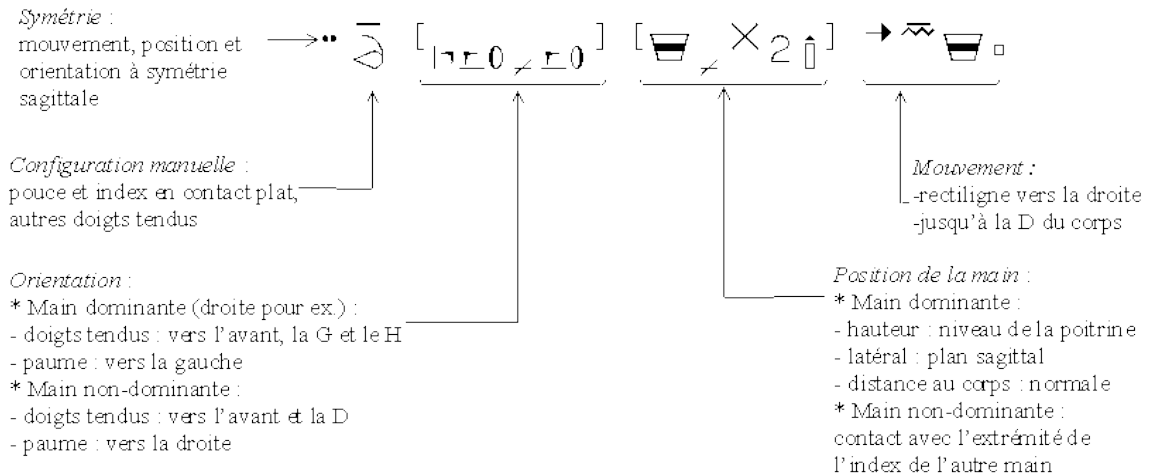 Symétrie :
mouvement, position et
orientation à symétrie
sagittale
Configuration manuelle :
pouce et index en contact plat,
autres doigts tendus
Orientation :
* Main dominante (droite pour ex.) :
- doigts tendus : vers l'avant, la G et le H
- paume : vers la gauche
* Main non-dominante :
- doigts tendus : vers l'avant et la D
- paume : vers la droite
Mouvement :
-rectiligne vers la droite
-jusqu'à la D du corps
Position de la main :
* Main dominante :
- hauteur : niveau de la poitrine
- latéral : plan sagittal
- distance au corps : normale
* Main non-dominante :
contact avec l'extrémité de
l'index de l'autre main